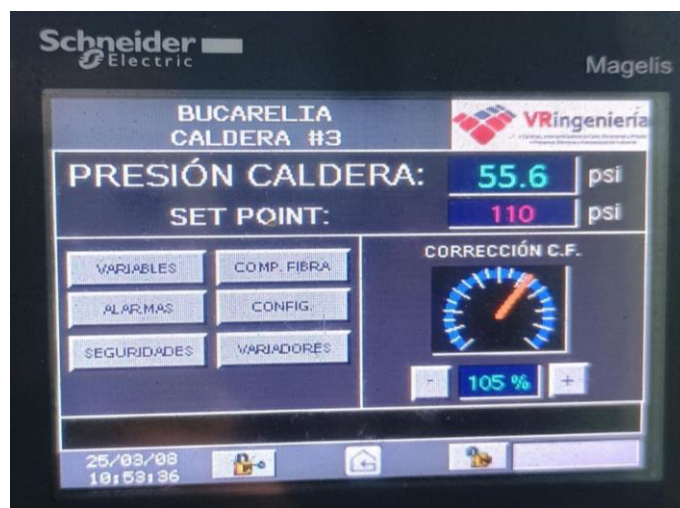 Schneider
Electric
Magelis
BUCARELIA
CALDERA #3
VRingeniería
PRESIÓN CALDERA: 55.6 psi
SET POINT: 110 psi
VARIABLES COMP. FIBRA
ALARMAS CONFIG.
SEGURIDADES VARIADORES
CORRECCIÓN C.F.
- 105 % +
25/03/08
10:53:36